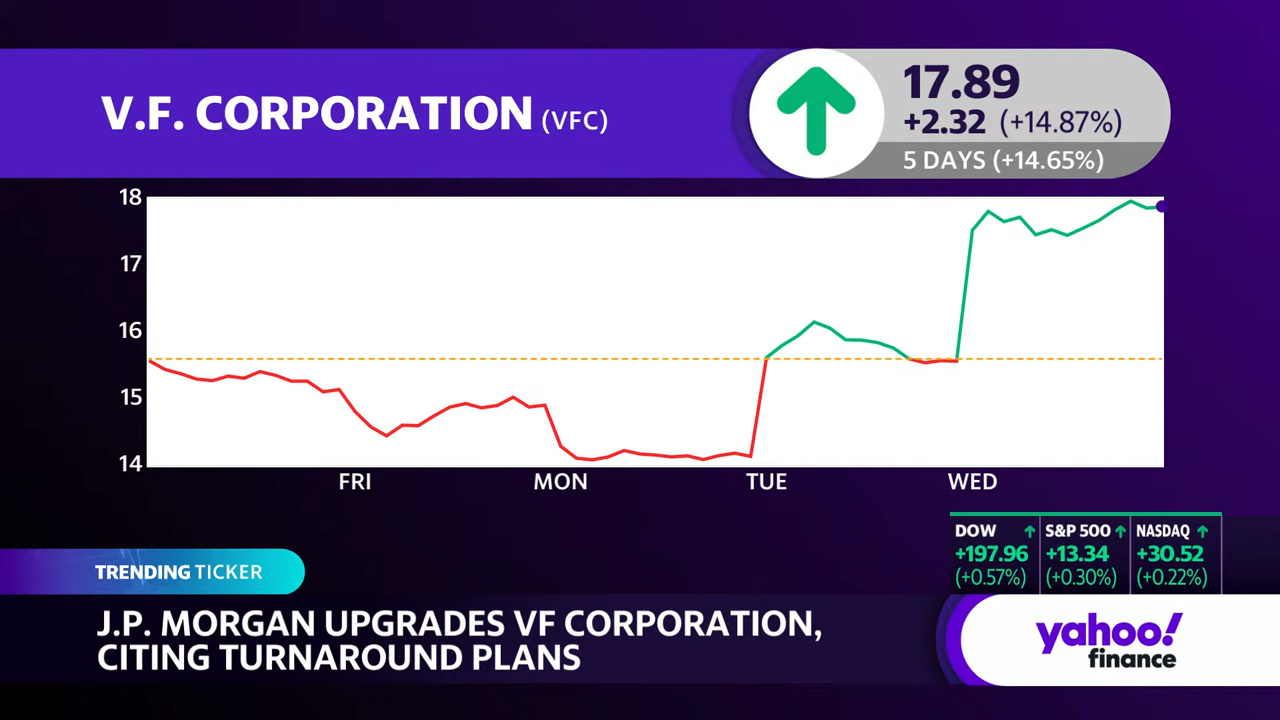 V.F. CORPORATION (VFC)
17.89
+2.32 (+14.87%)
5 DAYS (+14.65%)
18
17
16
15
14
FRI MON TUE WED
DOW S&P 500 NASDAQ
+197.96 +13.34 +30.52
(+0.57%) (+0.30%) (+0.22%)
TRENDING TICKER
J.P. MORGAN UPGRADES VF CORPORATION,
CITING TURNAROUND PLANS
yahoo!
finance